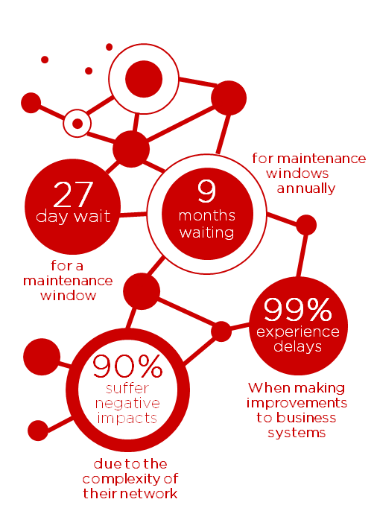 27
day wait
for a
maintenance
window
9
months
waiting
for maintenance
windows
annually
99%
experience
delays
When making
improvements
to business
systems
90%
suffer
negative
impacts
due to the
complexity of
their network